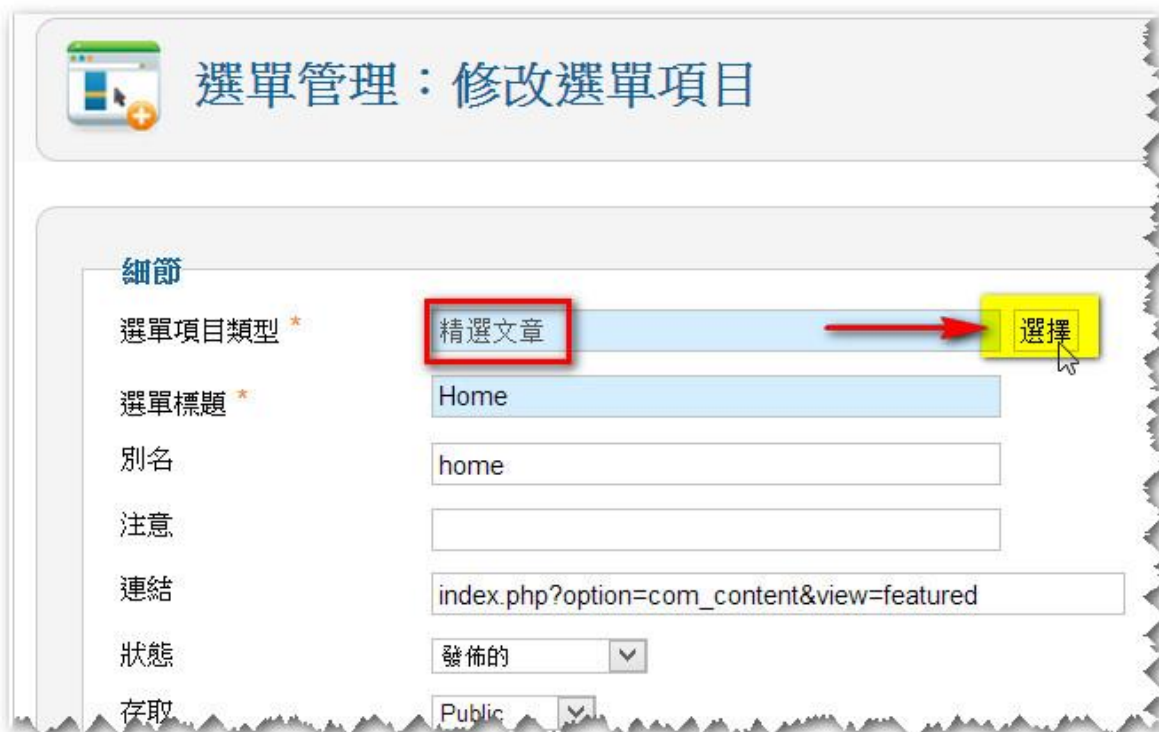 選單管理：修改選單項目
細節
選單項目類型 * 精選文章 選擇
選單標題 * Home
別名 home
注意
連結 index.php?option=com_content&view=featured
狀態 發佈的
存取 Public